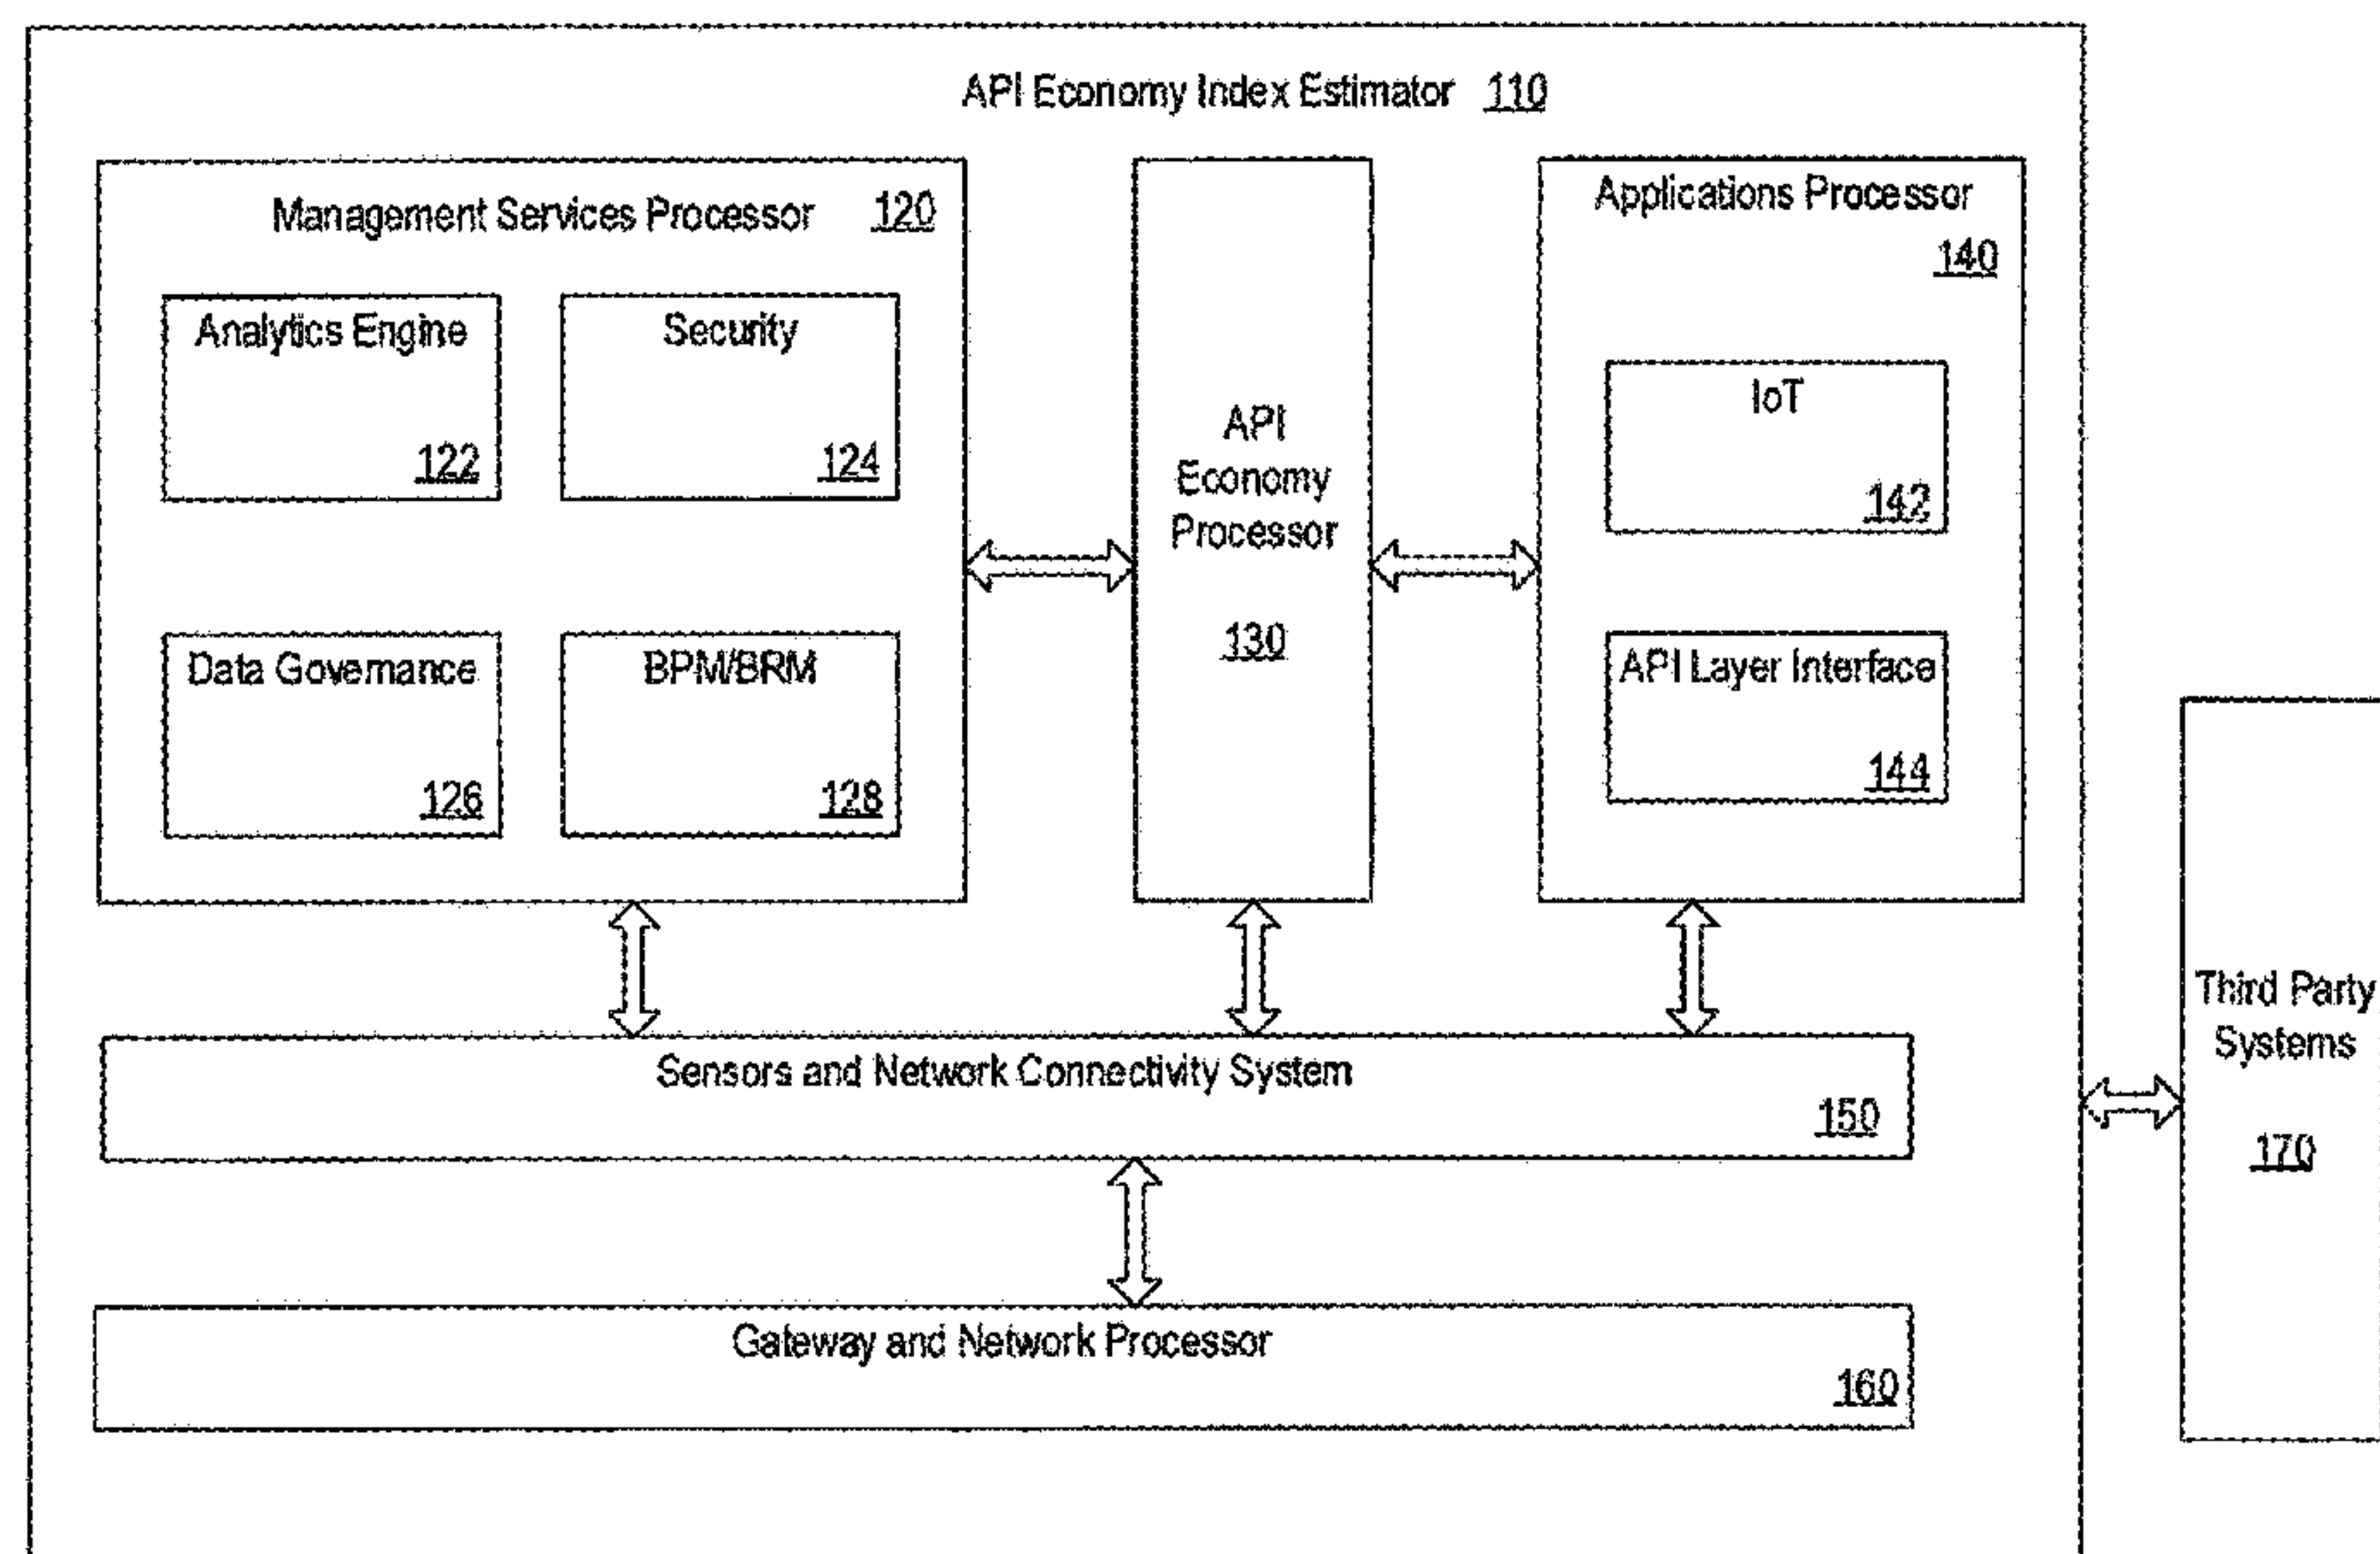 API Economy Index Estimator 110
Management Services Processor 120
Analytics Engine
122
Security
124
Data Governance
126
BPM/BRM
128
API
Economy
Processor
130
Applications Processor
140
IoT
142
API Layer Interface
144
Sensors and Network Connectivity System
150
Gateway and Network Processor
160
Third Party
Systems
170